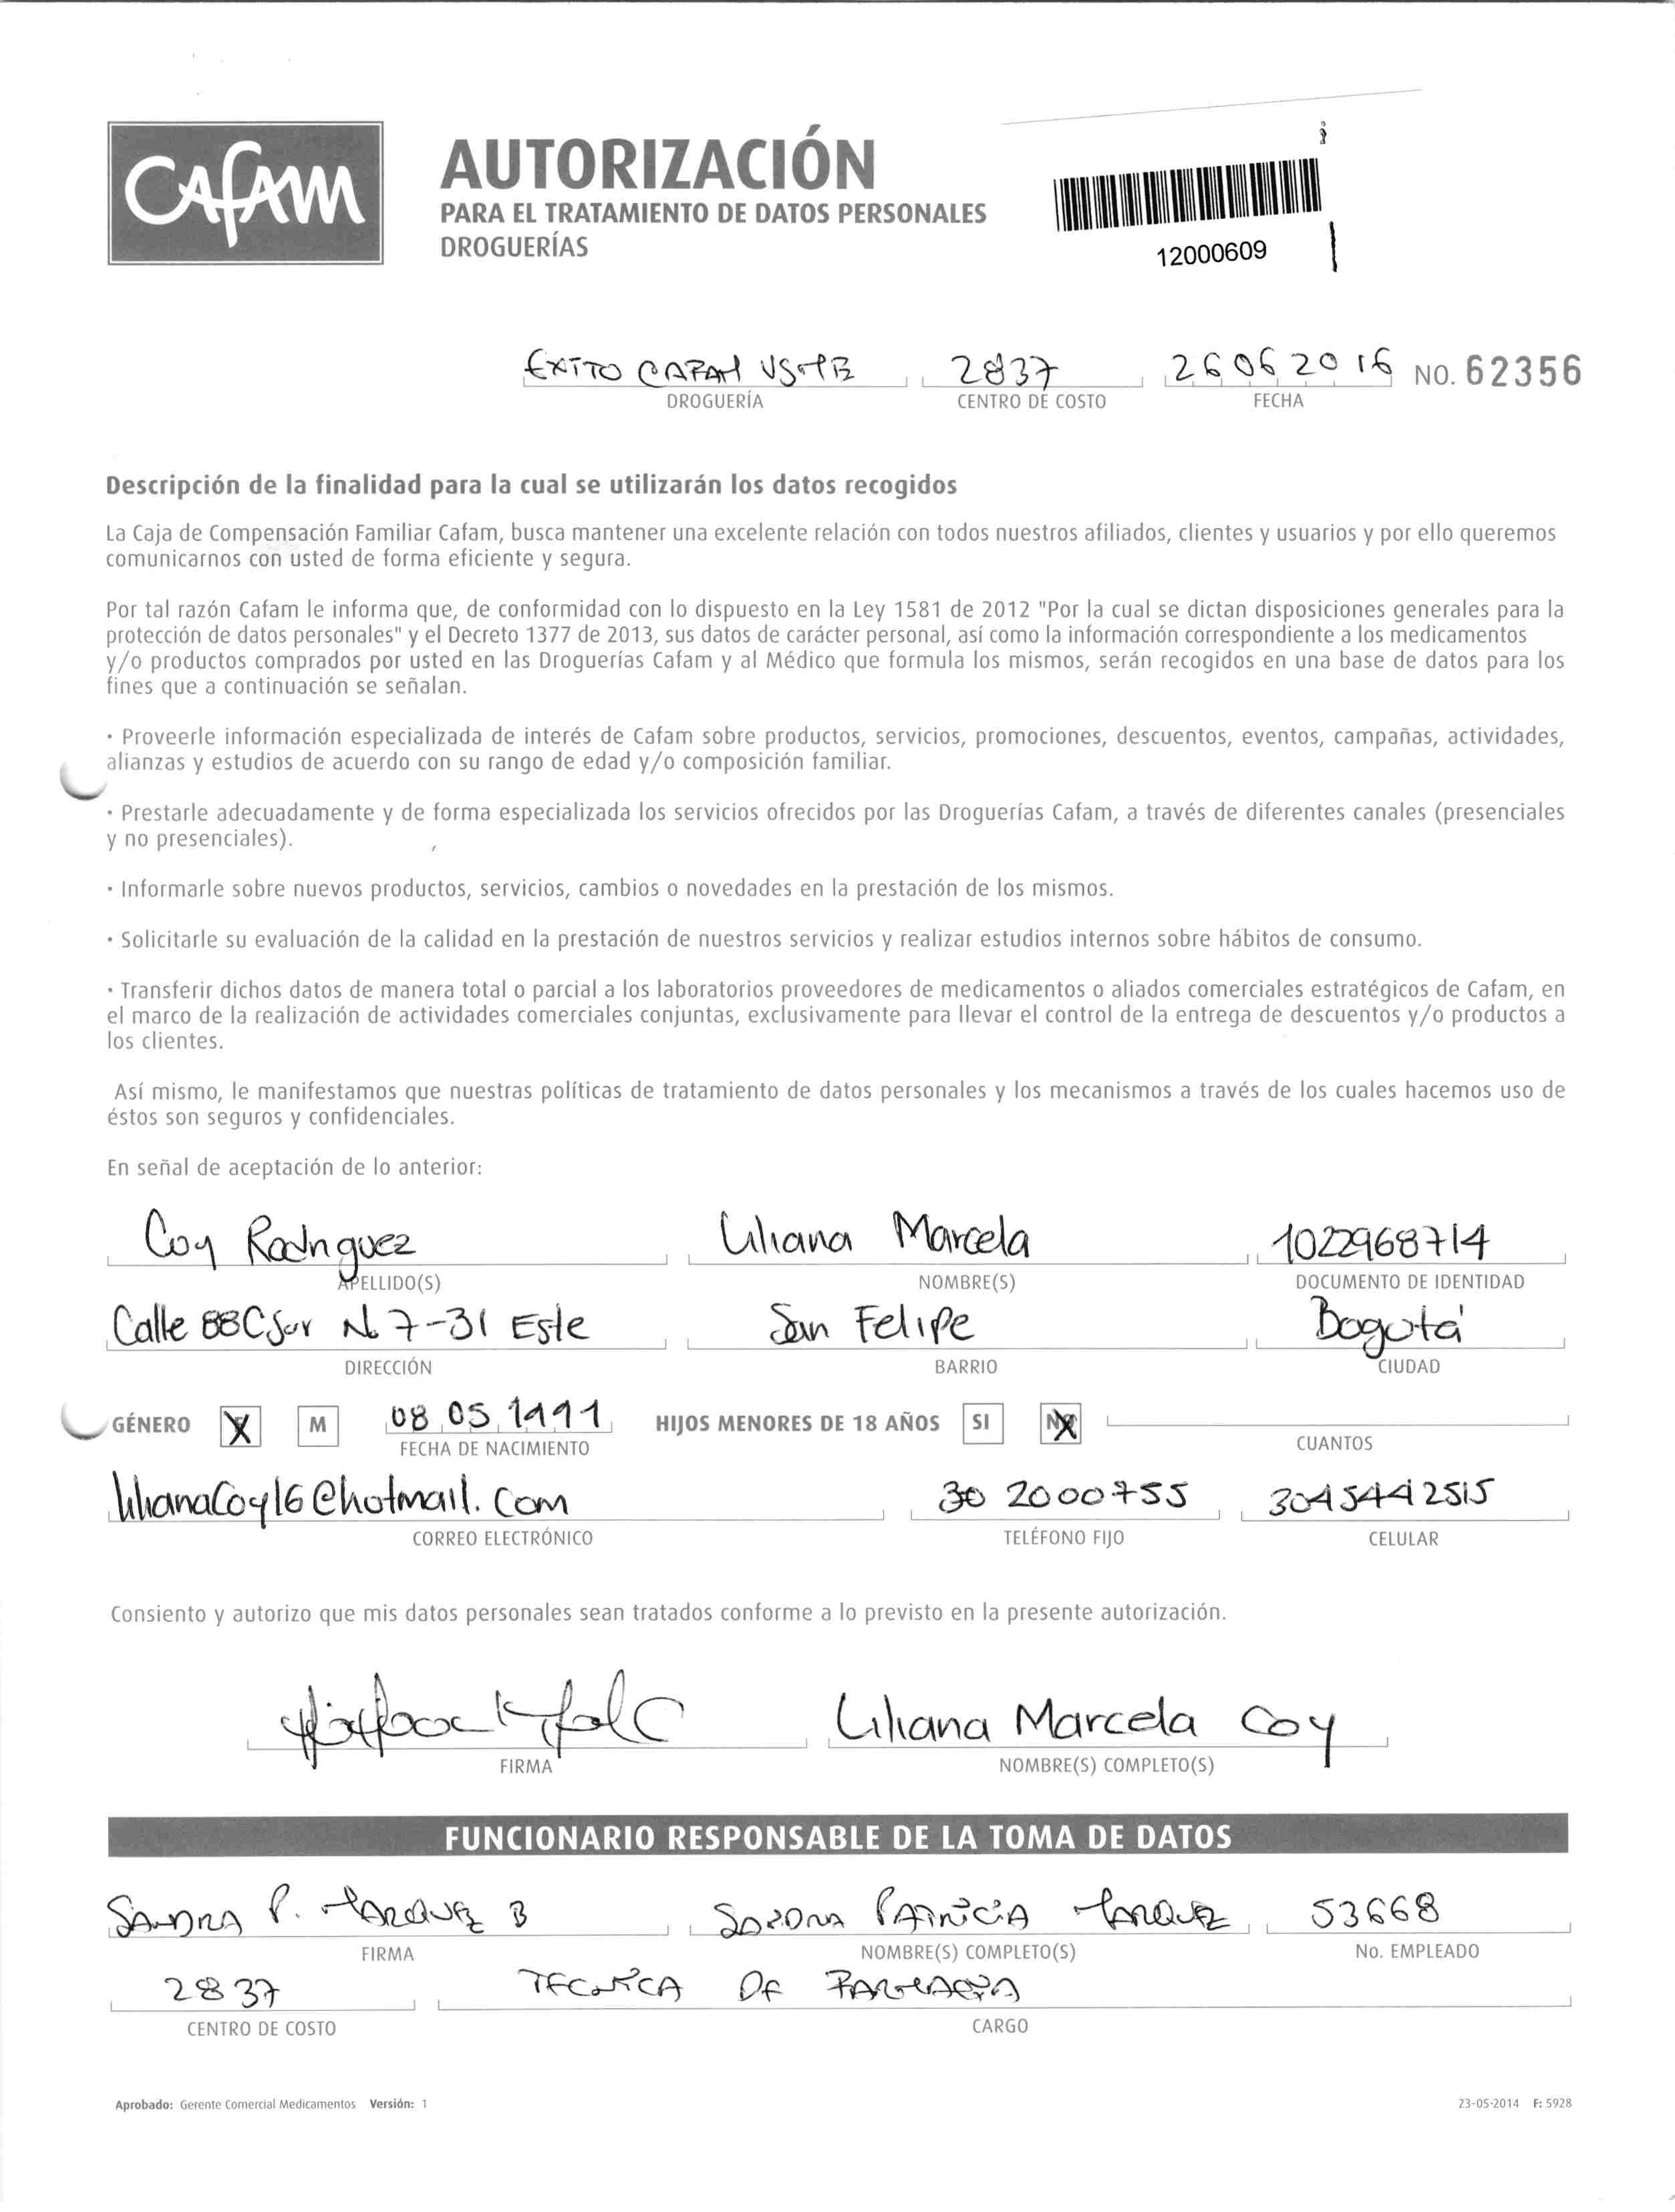 CAFAM
AUTORIZACIÓN
PARA EL TRATAMIENTO DE DATOS PERSONALES
DROGUERÍAS
12000609
EXITO CAFAM 2837 26 06 2016 NO. 62356
DROGUERÍA CENTRO DE COSTO FECHA
Descripción de la finalidad para la cual se utilizarán los datos recogidos
La Caja de Compensación Familiar Cafam, busca mantener una excelente relación con todos nuestros afiliados, clientes y usuarios y por ello queremos
comunicarnos con usted de forma eficiente y segura.
Por tal razón Cafam le informa que, de conformidad con lo dispuesto en la Ley 1581 de 2012 "Por la cual se dictan disposiciones generales para la
protección de datos personales" y el Decreto 1377 de 2013, sus datos de carácter personal, así como la información correspondiente a los medicamentos
y/o productos comprados por usted en las Droguerías Cafam y al Médico que formula los mismos, serán recogidos en una base de datos para los
fines que a continuación se señalan.
· Proveerle información especializada de interés de Cafam sobre productos, servicios, promociones, descuentos, eventos, campañas, actividades,
alianzas y estudios de acuerdo con su rango de edad y/o composición familiar.
· Prestarle adecuadamente y de forma especializada los servicios ofrecidos por las Droguerías Cafam, a través de diferentes canales (presenciales
y no presenciales).
· Informarle sobre nuevos productos, servicios, cambios o novedades en la prestación de los mismos.
· Solicitarle su evaluación de la calidad en la prestación de nuestros servicios y realizar estudios internos sobre hábitos de consumo.
· Transferir dichos datos de manera total o parcial a los laboratorios proveedores de medicamentos o aliados comerciales estratégicos de Cafam, en
el marco de la realización de actividades comerciales conjuntas, exclusivamente para llevar el control de la entrega de descuentos y/o productos a
los clientes.
Así mismo, le manifestamos que nuestras políticas de tratamiento de datos personales y los mecanismos a través de los cuales hacemos uso de
éstos son seguros y confidenciales.
En señal de aceptación de lo anterior:
Coy Rodriguez Liliana Marcela 1022968714
APELLIDO(S) NOMBRE(S) DOCUMENTO DE IDENTIDAD
Calle 88C Sur No 7-31 Este San Felipe Bogotá
DIRECCIÓN BARRIO CIUDAD
GÉNERO X M 08 05 1991 HIJOS MENORES DE 18 AÑOS SI NO X
FECHA DE NACIMIENTO CUANTOS
lilianaCoy16@hotmail.com 30 2000755 3045442515
CORREO ELECTRÓNICO TELÉFONO FIJO CELULAR
Consiento y autorizo que mis datos personales sean tratados conforme a lo previsto en la presente autorización.
Liliana Marcela Coy
FIRMA NOMBRE(S) COMPLETO(S)
FUNCIONARIO RESPONSABLE DE LA TOMA DE DATOS
SANDRA P. MARQUEZ B SANDRA PATRICIA MARQUEZ 53668
FIRMA NOMBRE(S) COMPLETO(S) No. EMPLEADO
2837 TECNICA DE FARMACIA
CENTRO DE COSTO CARGO
Aprobado: Gerente Comercial Medicamentos Versión: 1 23-05-2014 F: 5928